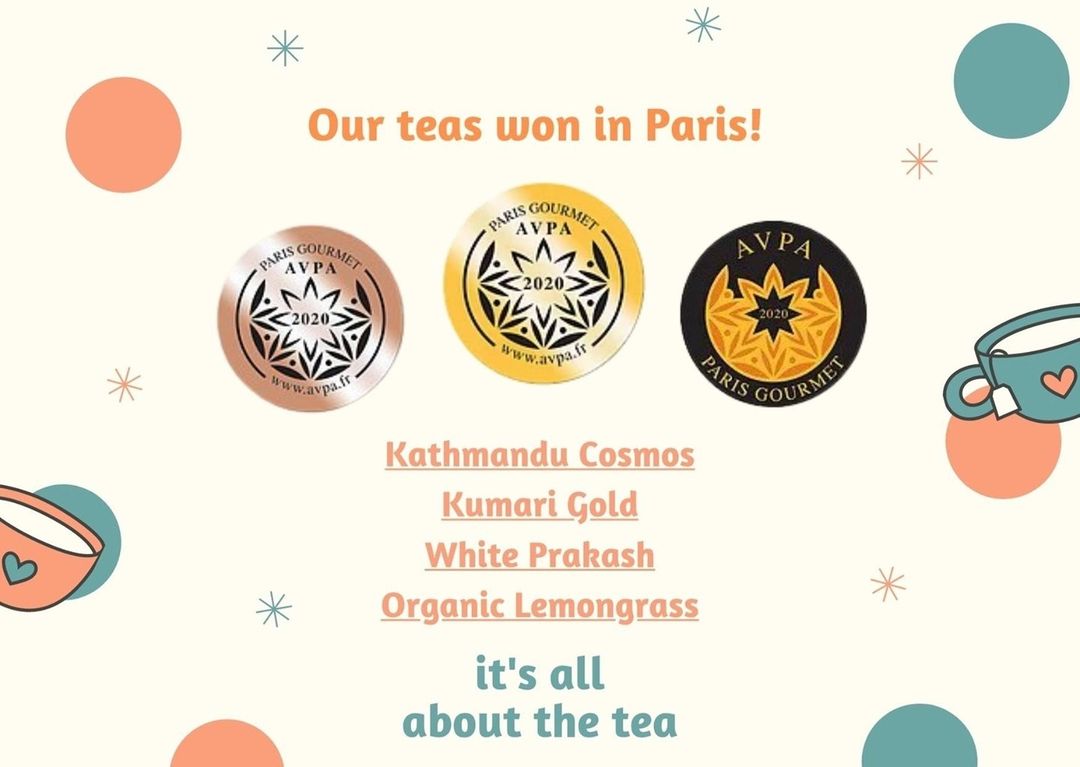 Our teas won in Paris!
PARIS GOURMET
AVPA
2020
www.avpa.fr
PARIS GOURMET
AVPA
2020
www.avpa.fr
AVPA
2020
PARIS GOURMET
Kathmandu Cosmos
Kumari Gold
White Prakash
Organic Lemongrass
it's all
about the tea